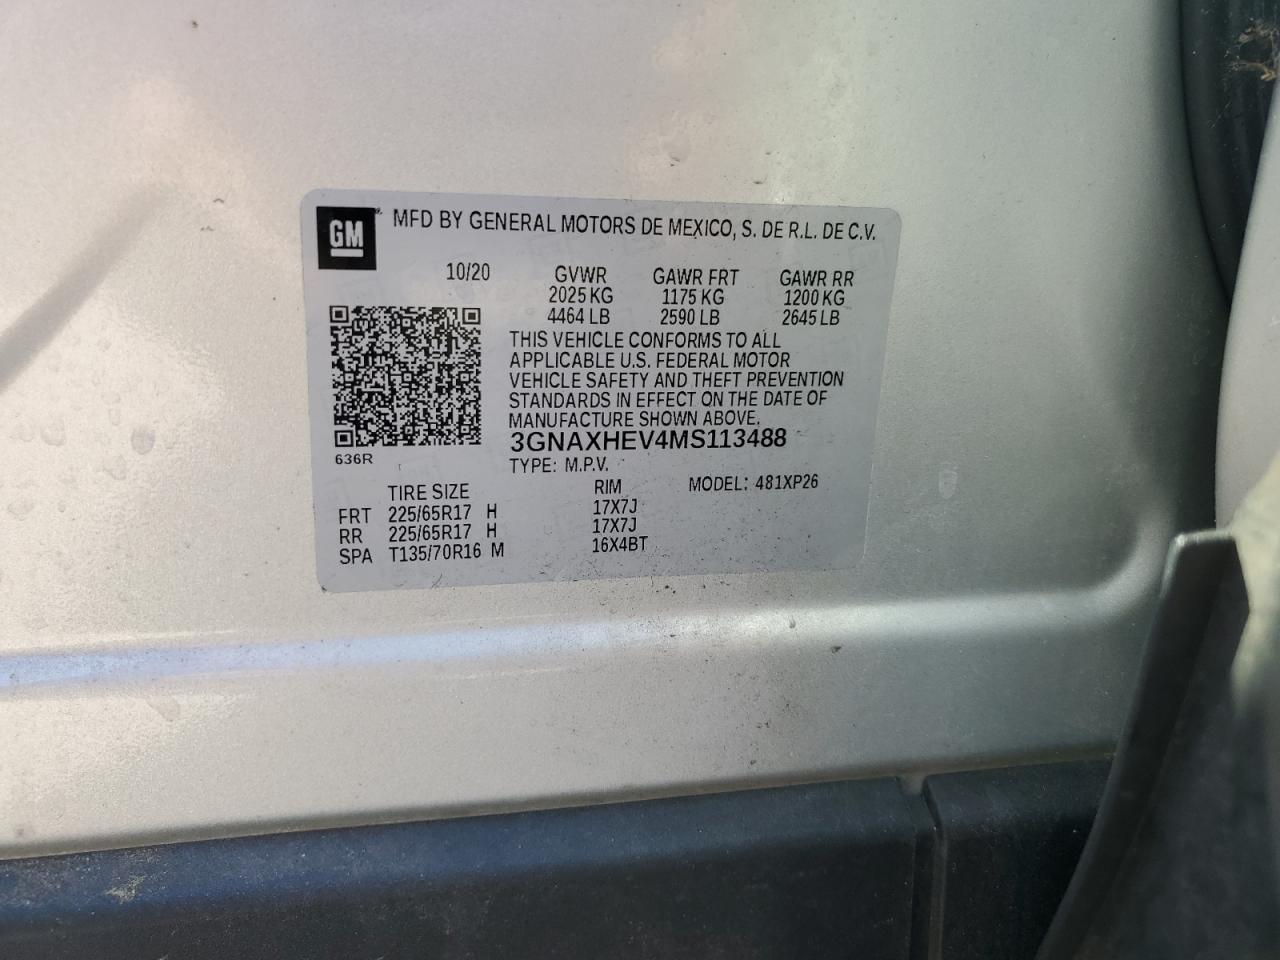 GM
MFD BY GENERAL MOTORS DE MEXICO, S. DE R.L. DE C.V.
10/20 GVWR GAWR FRT GAWR RR
2025 KG 1175 KG 1200 KG
4464 LB 2590 LB 2645 LB
THIS VEHICLE CONFORMS TO ALL
APPLICABLE U.S. FEDERAL MOTOR
VEHICLE SAFETY AND THEFT PREVENTION
STANDARDS IN EFFECT ON THE DATE OF
MANUFACTURE SHOWN ABOVE.
3GNAXHEV4MS113488
636R
TYPE: M.P.V.
TIRE SIZE RIM MODEL: 481XP26
FRT 225/65R17 H 17X7J
RR 225/65R17 H 17X7J
SPA T135/70R16 M 16X4BT